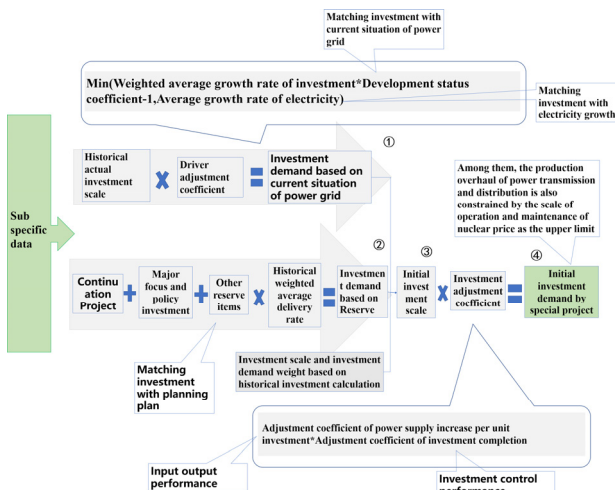 Matching investment with
current situation of power
grid
Min(Weighted average growth rate of investment*Development status
coefficient-1,Average growth rate of electricity)
Matching
investment with
electricity growth
①
Historical
actual
investment
scale
Driver
adjustment
coefficient
Investment
demand based on
current situation
of power grid
Among them, the production
overhaul of power transmission
and distribution is also
constrained by the scale of
operation and maintenance of
nuclear price as the upper limit
Sub
specific
data
②
③
④
Continu
ation
Project
Major
focus and
policy
investment
Other
reserve
items
Historical
weighted
average
delivery
rate
Investmen
t demand
based on
Reserve
Initial
invest
ment
scale
Investment
adjustment
coefficient
Initial
investment
demand by
special project
Matching
investment
with planning
plan
Investment scale and investment
demand weight based on
historical investment calculation
Adjustment coefficient of power supply increase per unit
investment*Adjustment coefficient of investment completion
Input output
performance
Investment control